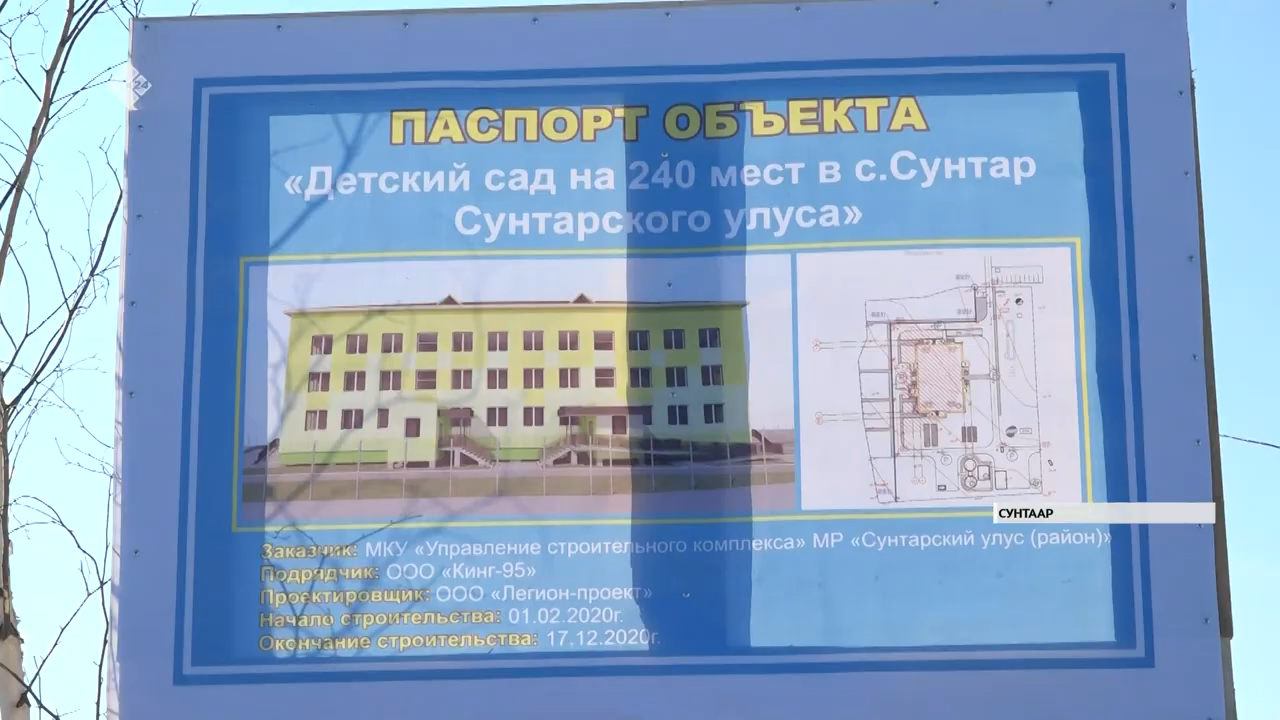 ПАСПОРТ ОБЪЕКТА
«Детский сад на 240 мест в с.Сунтар
Сунтарского улуса»
СУНТААР
Заказчик: МКУ «Управление строительного комплекса» МР «Сунтарский улус (район)»
Подрядчик: ООО «Кинг-95»
Проектировщик: ООО «Легион-проект»
Начало строительства: 01.02.2020г.
Окончание строительства: 17.12.2020г.